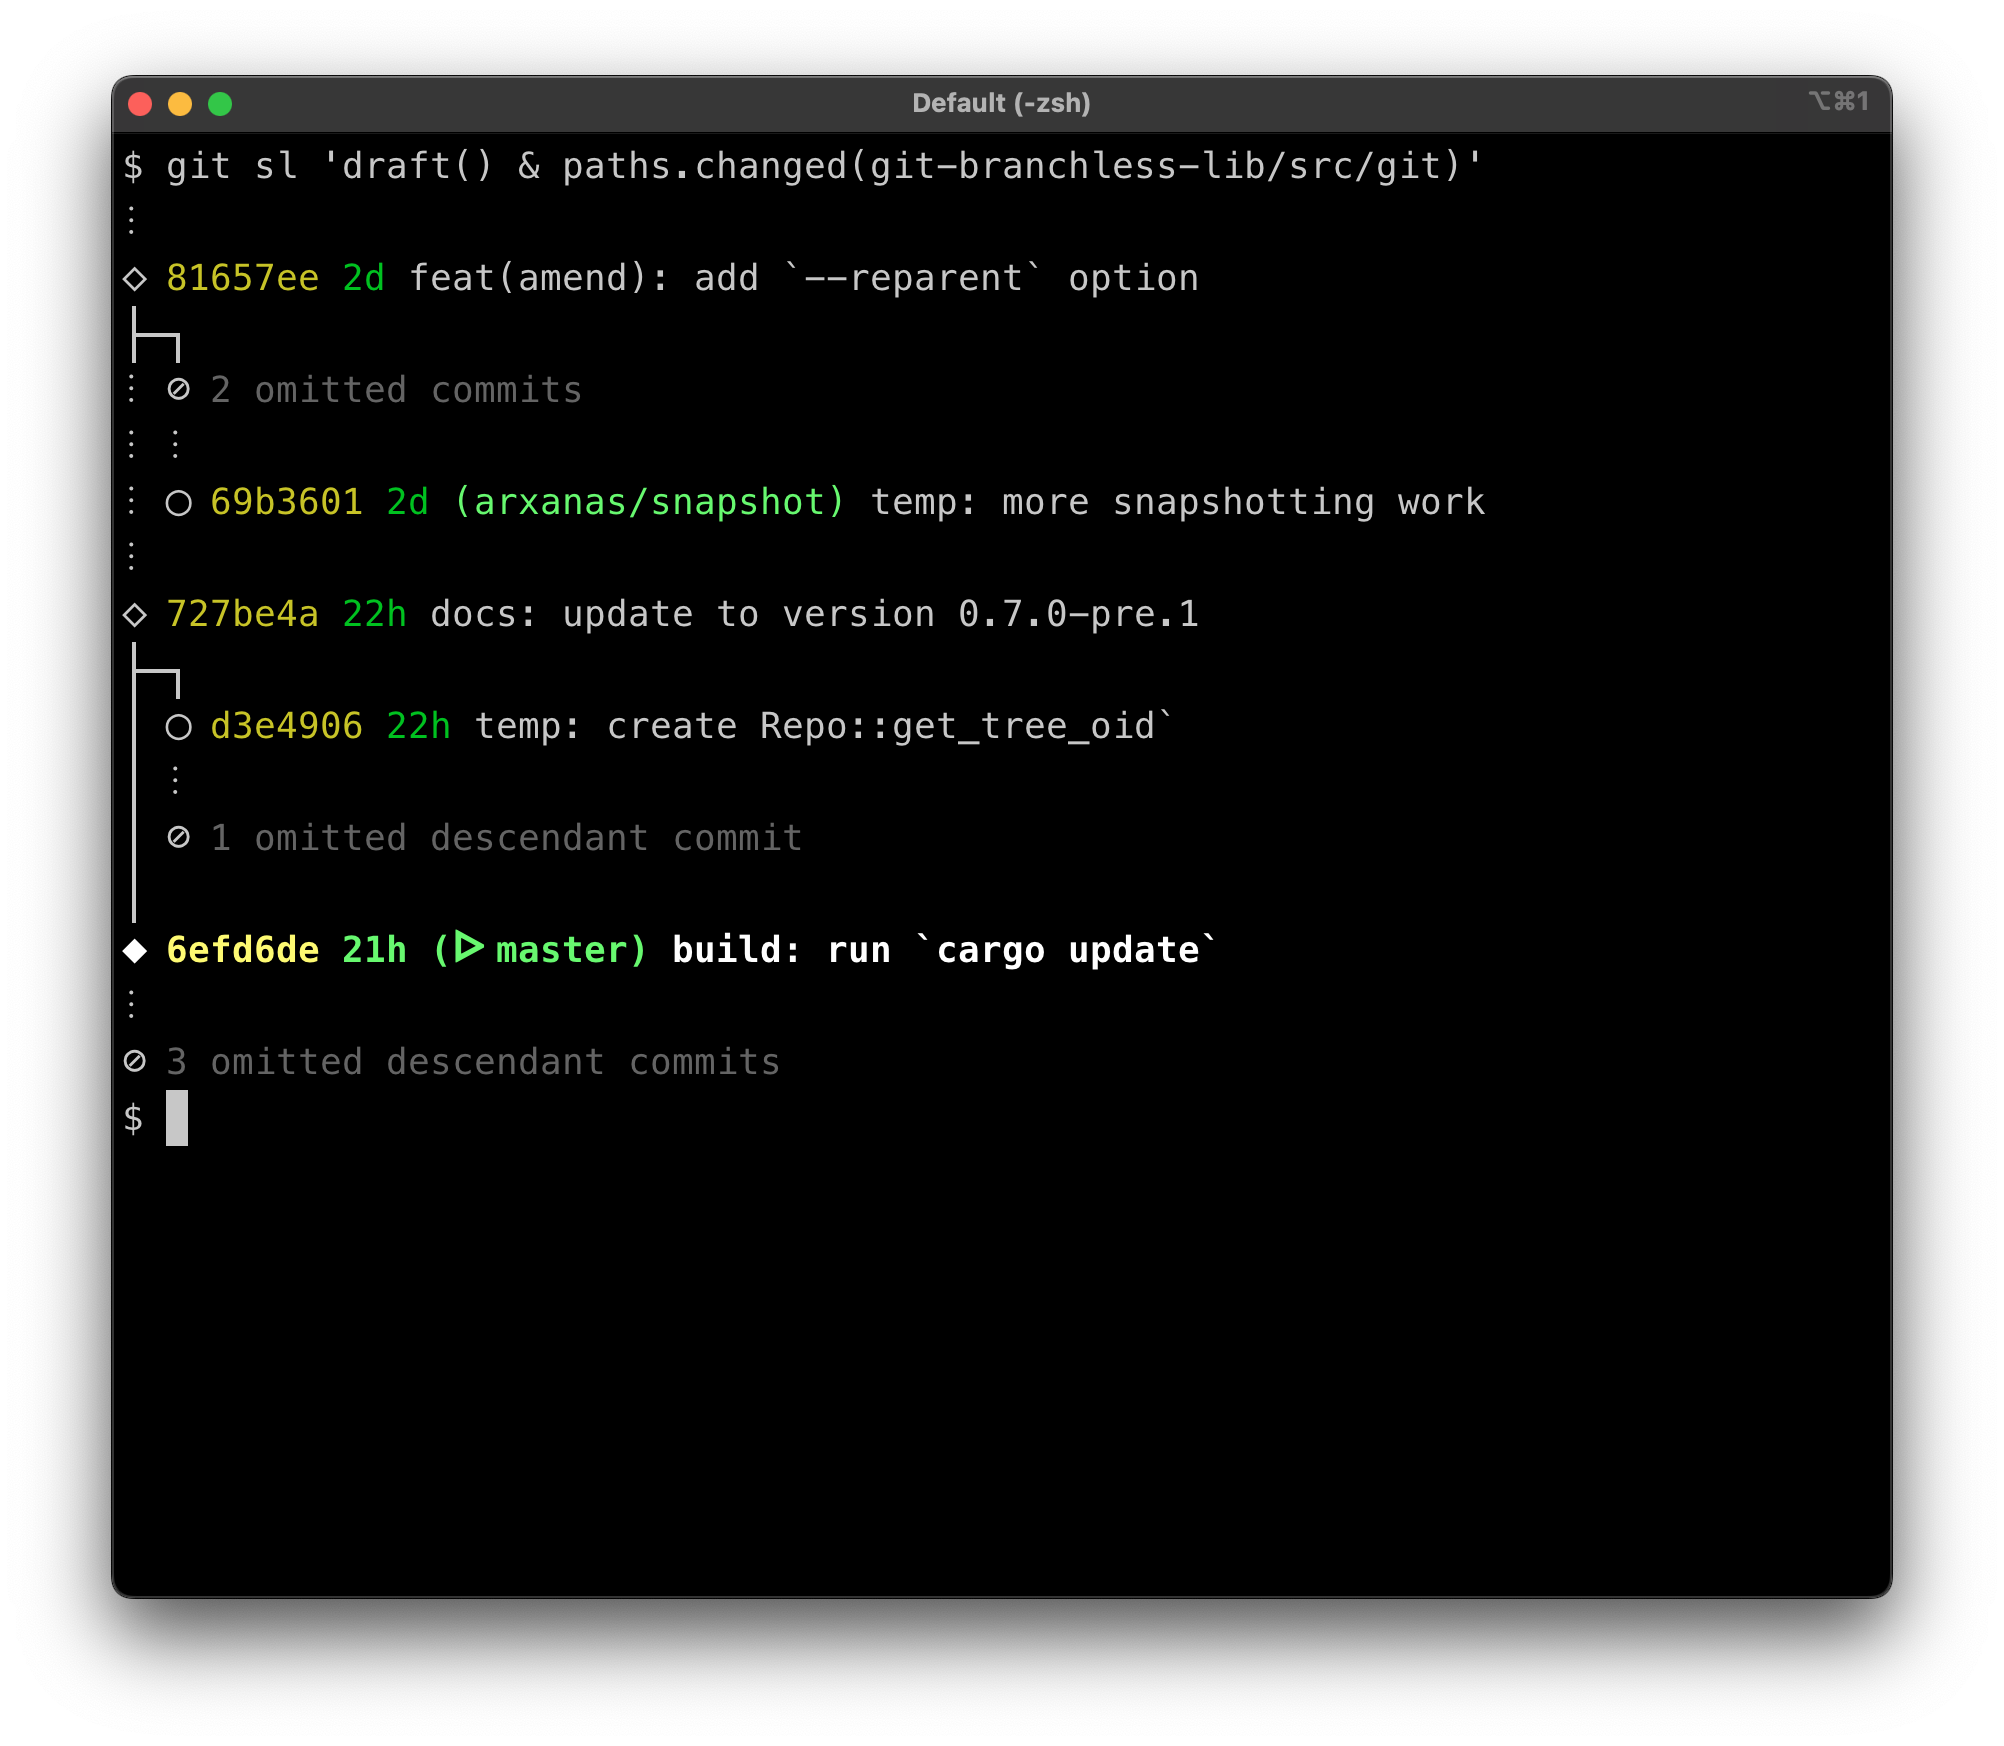 Default (-zsh) ⌥⌘1
$ git sl 'draft() & paths.changed(git-branchless-lib/src/git)'
⋮
◇ 81657ee 2d feat(amend): add `--reparent` option
├─┐
⋮ ⊘ 2 omitted commits
⋮ ⋮
⋮ ◯ 69b3601 2d (arxanas/snapshot) temp: more snapshotting work
⋮
◇ 727be4a 22h docs: update to version 0.7.0-pre.1
├─┐
│ ◯ d3e4906 22h temp: create Repo::get_tree_oid`
│ ⋮
│ ⊘ 1 omitted descendant commit
│
◆ 6efd6de 21h (ᐅ master) build: run `cargo update`
⋮
⊘ 3 omitted descendant commits
$